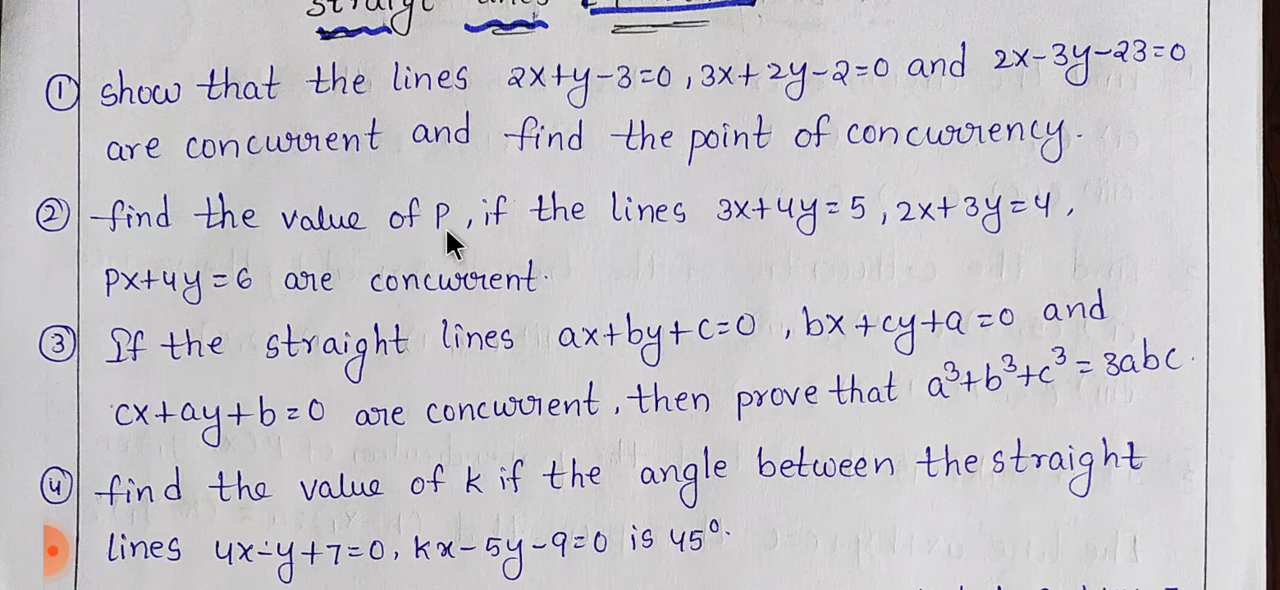 straigt lines
① show that the lines 2x+y-3=0, 3x+2y-2=0 and 2x-3y-23=0
are concurrent and find the point of concurrency.
② find the value of P, if the lines 3x+4y=5, 2x+3y=4,
Px+4y=6 are concurrent.
③ If the straight lines ax+by+c=0, bx+cy+a=0 and
cx+ay+b=0 are concurrent, then prove that a³+b³+c³=3abc.
④ find the value of k if the angle between the straight
lines 4x-y+7=0, kx-5y-9=0 is 45°.